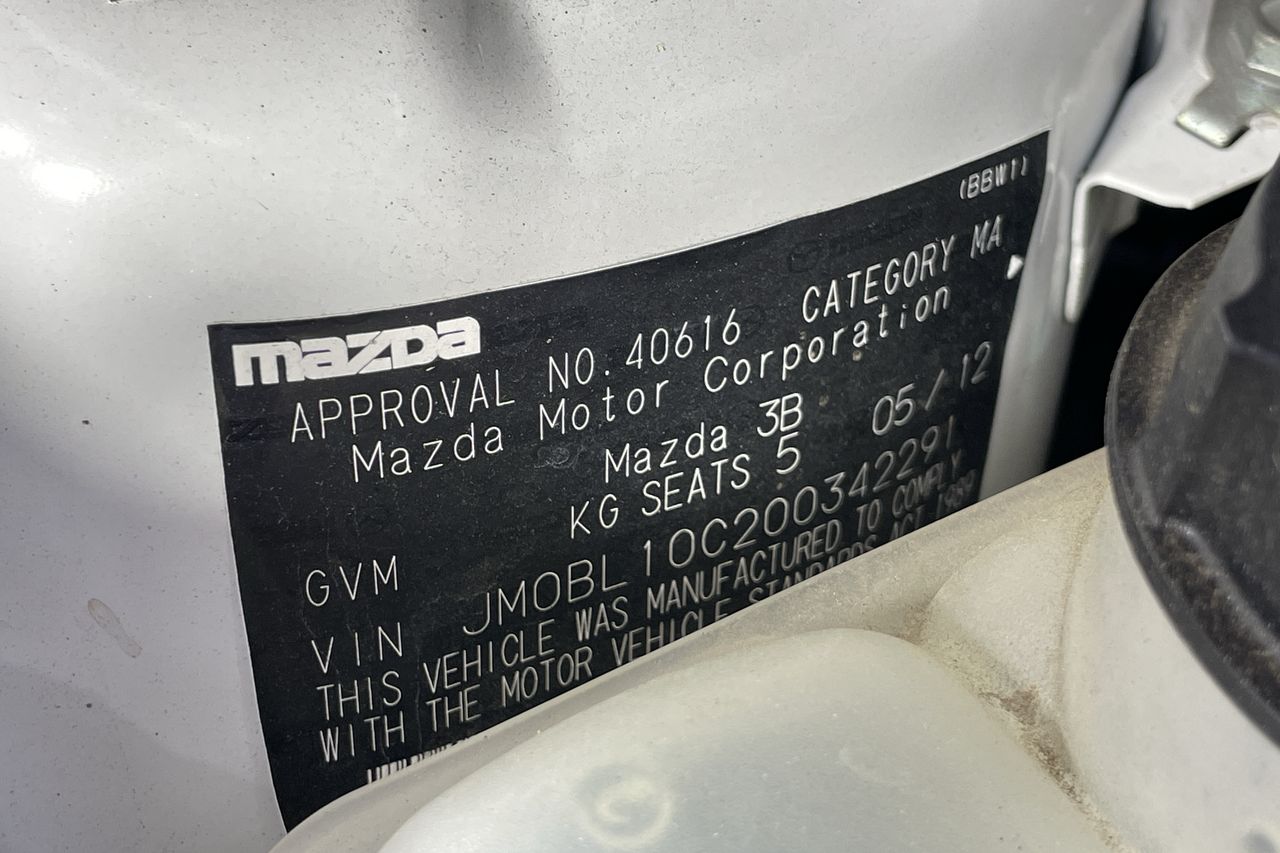 (BBW1)
mazda
APPROVAL NO. 40616 CATEGORY MA
Mazda Motor Corporation
Mazda 3B 05/12
GVM KG SEATS 5
VIN JM0BL10C200342291
THIS VEHICLE WAS MANUFACTURED TO COMPLY
WITH THE MOTOR VEHICLE STANDARDS ACT 1989